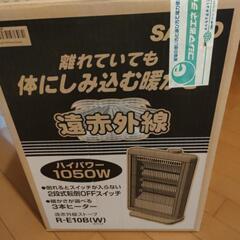 離れていても
体にしみ込む暖か
遠赤外線
ハイパワー
1050W
●倒れるとスイッチが入らない
2段式転倒OFFスイッチ
●暖かさが選べる
3本ヒーター
遠赤外線ストーブ
R-E10B(W)